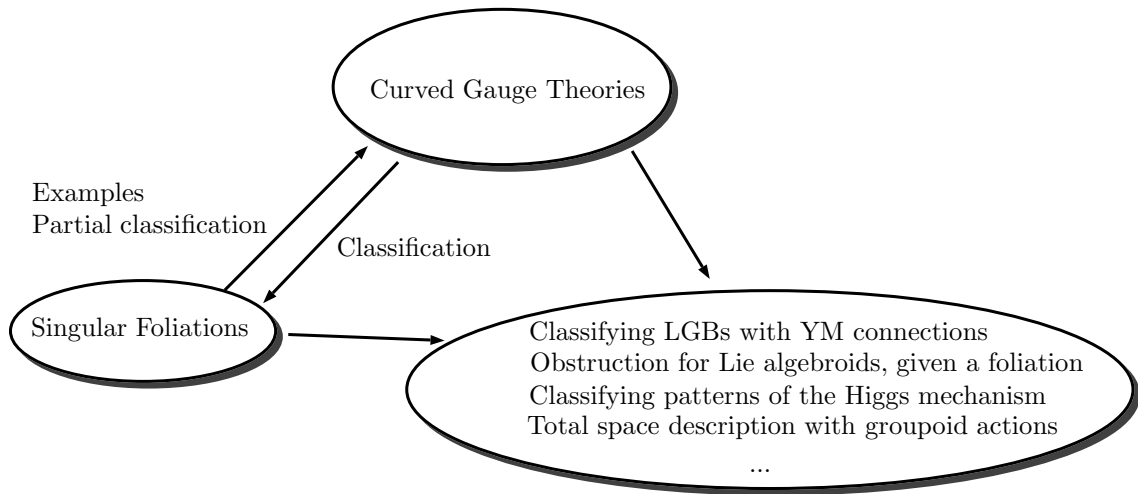 Curved Gauge Theories
Examples
Partial classification
Classification
Singular Foliations
Classifying LGBs with YM connections
Obstruction for Lie algebroids, given a foliation
Classifying patterns of the Higgs mechanism
Total space description with groupoid actions
...